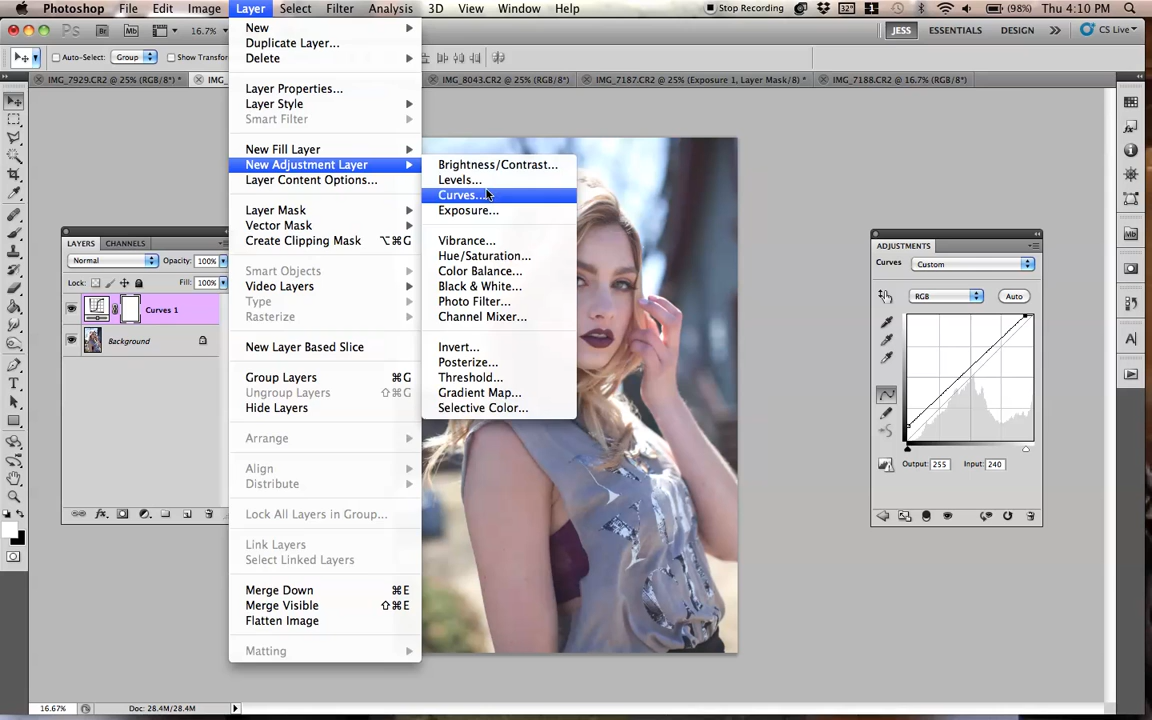 Photoshop File Edit Image Layer Select Filter Analysis 3D View Window Help Stop Recording (98%) Thu 4:10 PM
Ps Br Mb 16.7% JESS ESSENTIALS DESIGN CS Live
Auto-Select: Group Show Transform
IMG_7929.CR2 @ 25% (RGB/8*) * IMG_ IMG_8043.CR2 @ 25% (RGB/8*) IMG_7187.CR2 @ 25% (Exposure 1, Layer Mask/8) * IMG_7188.CR2 @ 16.7% (RGB/8*)
New
Duplicate Layer...
Delete
Layer Properties...
Layer Style
Smart Filter
New Fill Layer
New Adjustment Layer
Layer Content Options...
Layer Mask
Vector Mask
Create Clipping Mask ⌥⌘G
Smart Objects
Video Layers
Type
Rasterize
New Layer Based Slice
Group Layers ⌘G
Ungroup Layers ⇧⌘G
Hide Layers
Arrange
Align
Distribute
Lock All Layers in Group...
Link Layers
Select Linked Layers
Merge Down ⌘E
Merge Visible ⇧⌘E
Flatten Image
Matting
Brightness/Contrast...
Levels...
Curves...
Exposure...
Vibrance...
Hue/Saturation...
Color Balance...
Black & White...
Photo Filter...
Channel Mixer...
Invert...
Posterize...
Threshold...
Gradient Map...
Selective Color...
LAYERS CHANNELS
Normal Opacity: 100%
Lock: Fill: 100%
Curves 1
Background
ADJUSTMENTS
Curves Custom
RGB Auto
Output: 255 Input: 240
16.67% Doc: 28.4M/28.4M